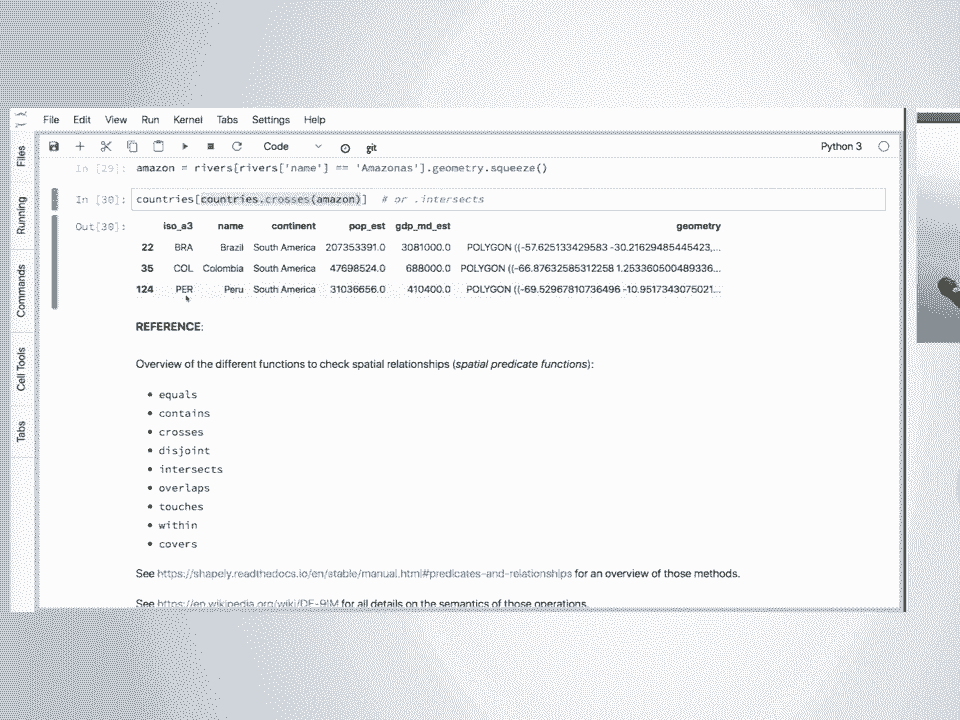 File Edit View Run Kernel Tabs Settings Help
Code git Python 3
Files
Running
Commands
Cell Tools
Tabs
In [29]: amazon = rivers[rivers['name'] == 'Amazonas'].geometry.squeeze()
In [30]: countries[countries.crosses(amazon)] # or .intersects
Out[30]: iso_a3 name continent pop_est gdp_md_est geometry
22 BRA Brazil South America 207353391.0 3081000.0 POLYGON ((-57.625133429583 -30.21629485445423,...
35 COL Colombia South America 47698524.0 688000.0 POLYGON ((-66.87632585312258 1.253360500489336...
124 PER Peru South America 31036656.0 410400.0 POLYGON ((-69.52967810736496 -10.9517343075021...
REFERENCE:
Overview of the different functions to check spatial relationships (spatial predicate functions):
• equals
• contains
• crosses
• disjoint
• intersects
• overlaps
• touches
• within
• covers
See https://shapely.readthedocs.io/en/stable/manual.html#predicates-and-relationships for an overview of those methods.
See https://en.wikipedia.org/wiki/DE-9IM for all details on the semantics of those operations.